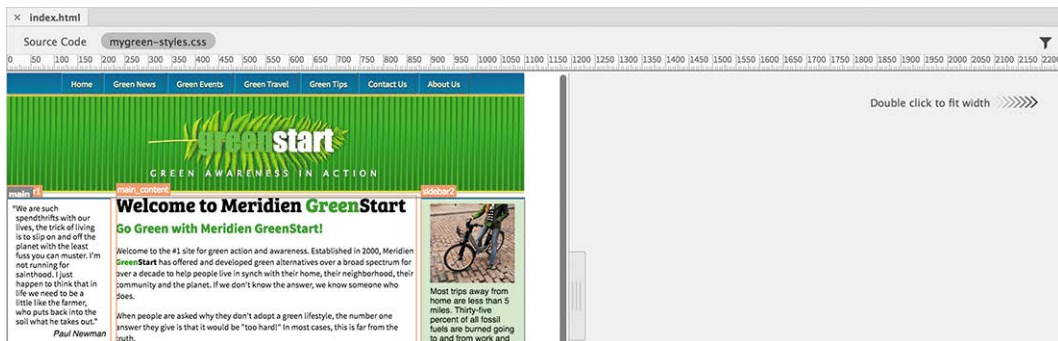 × index.html
Source Code mygreen-styles.css
0 50 100 150 200 250 300 350 400 450 500 550 600 650 700 750 800 850 900 950 1000 1050 1100 1150 1200 1250 1300 1350 1400 1450 1500 1550 1600 1650 1700 1750 1800 1850 1900 1950 2000 2050 2100 2150 2200
Home Green News Green Events Green Travel Green Tips Contact Us About Us
Double click to fit width
greenstart
GREEN AWARENESS IN ACTION
main r1 main_content sidebar2
"We are such
spendthrifts with our
lives, the trick of living
is to slip on and off the
planet with the least
fuss you can muster. I'm
not running for
sainthood. I just
happen to think that in
life we need to be a
little like the farmer,
who puts back into the
soil what he takes out."
Paul Newman
Welcome to Meridien GreenStart
Go Green with Meridien GreenStart!
Welcome to the #1 site for green action and awareness. Established in 2000, Meridien
GreenStart has offered and developed green alternatives over a broad spectrum for
over a decade to help people live in synch with their home, their neighborhood, their
community and the planet. If we don't know the answer, we know someone who
does.
When people are asked why they don't adopt a green lifestyle, the number one
answer they give is that it would be "too hard!" In most cases, this is far from the
truth.
Most trips away from
home are less than 5
miles. Thirty-five
percent of all fossil
fuels are burned going
to and from work and